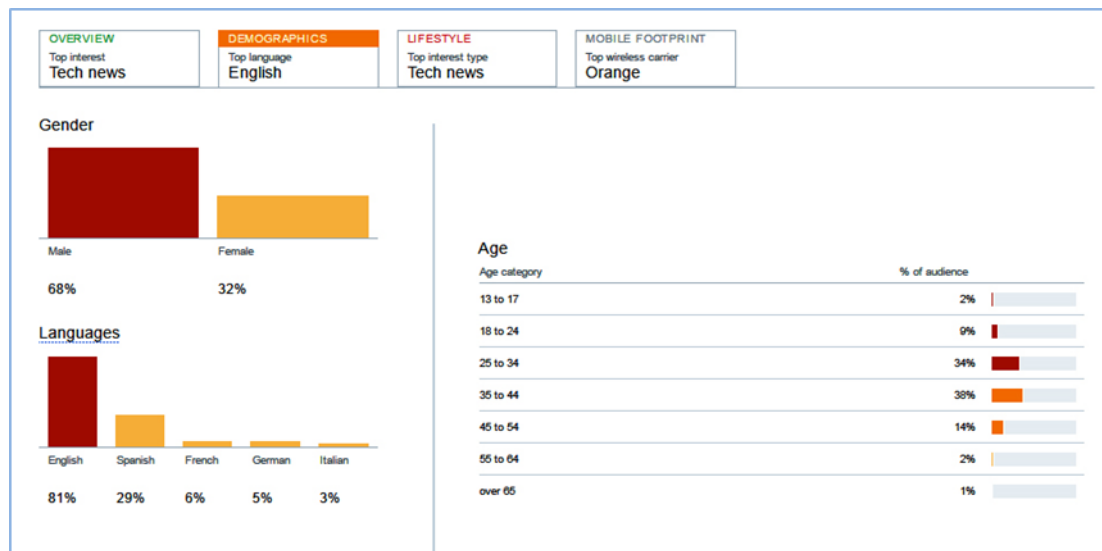 OVERVIEW
Top interest
Tech news
DEMOGRAPHICS
Top language
English
LIFESTYLE
Top interest type
Tech news
MOBILE FOOTPRINT
Top wireless carrier
Orange
Gender
Male Female
68% 32%
Languages
English Spanish French German Italian
81% 29% 6% 5% 3%
Age
Age category % of audience
13 to 17 2%
18 to 24 9%
25 to 34 34%
35 to 44 38%
45 to 54 14%
55 to 64 2%
over 65 1%